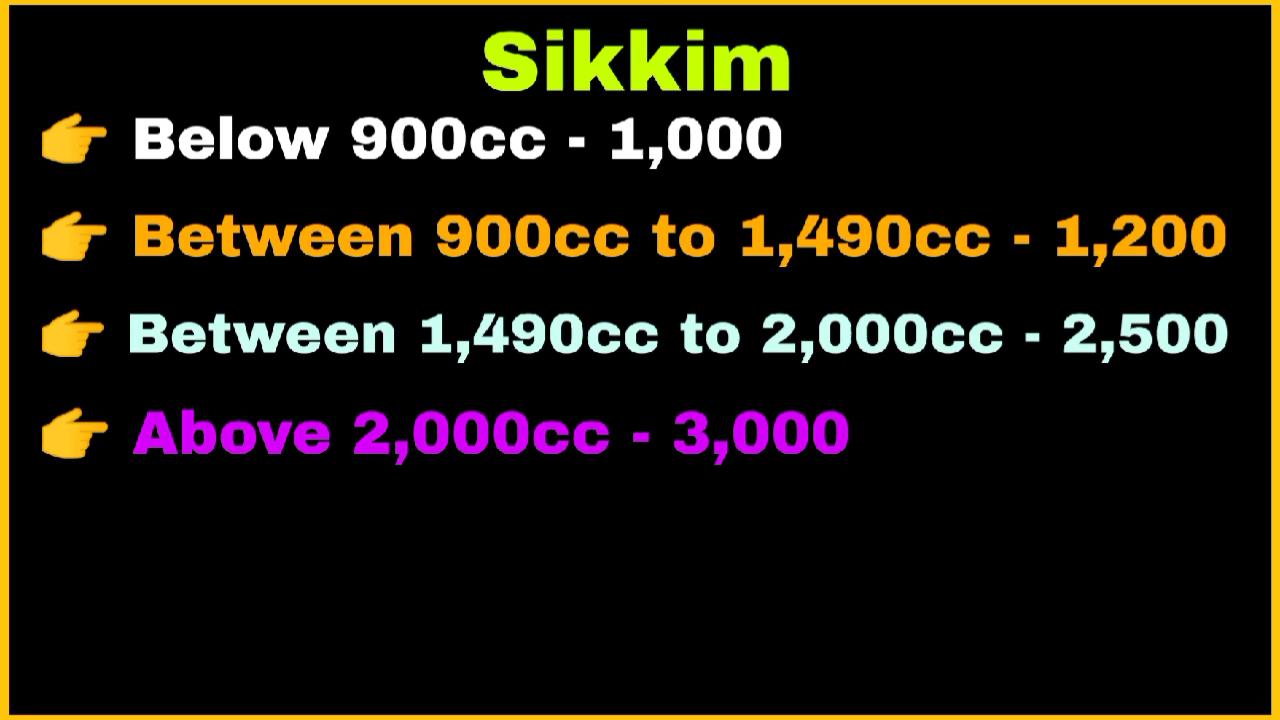 Sikkim
👉 Below 900cc - 1,000
👉 Between 900cc to 1,490cc - 1,200
👉 Between 1,490cc to 2,000cc - 2,500
👉 Above 2,000cc - 3,000